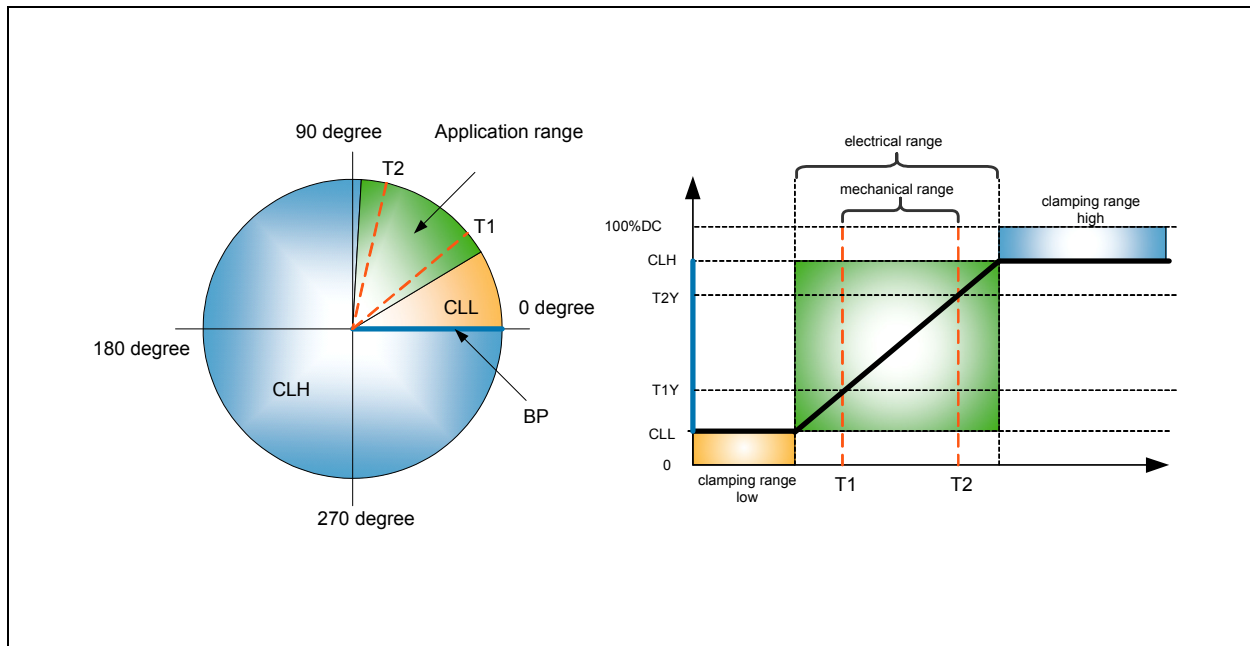 90 degree
Application range
T2
T1
0 degree
CLL
180 degree
CLH
BP
270 degree
electrical range
mechanical range
clamping range
high
100%DC
CLH
T2Y
T1Y
CLL
0
clamping range
low
T1
T2